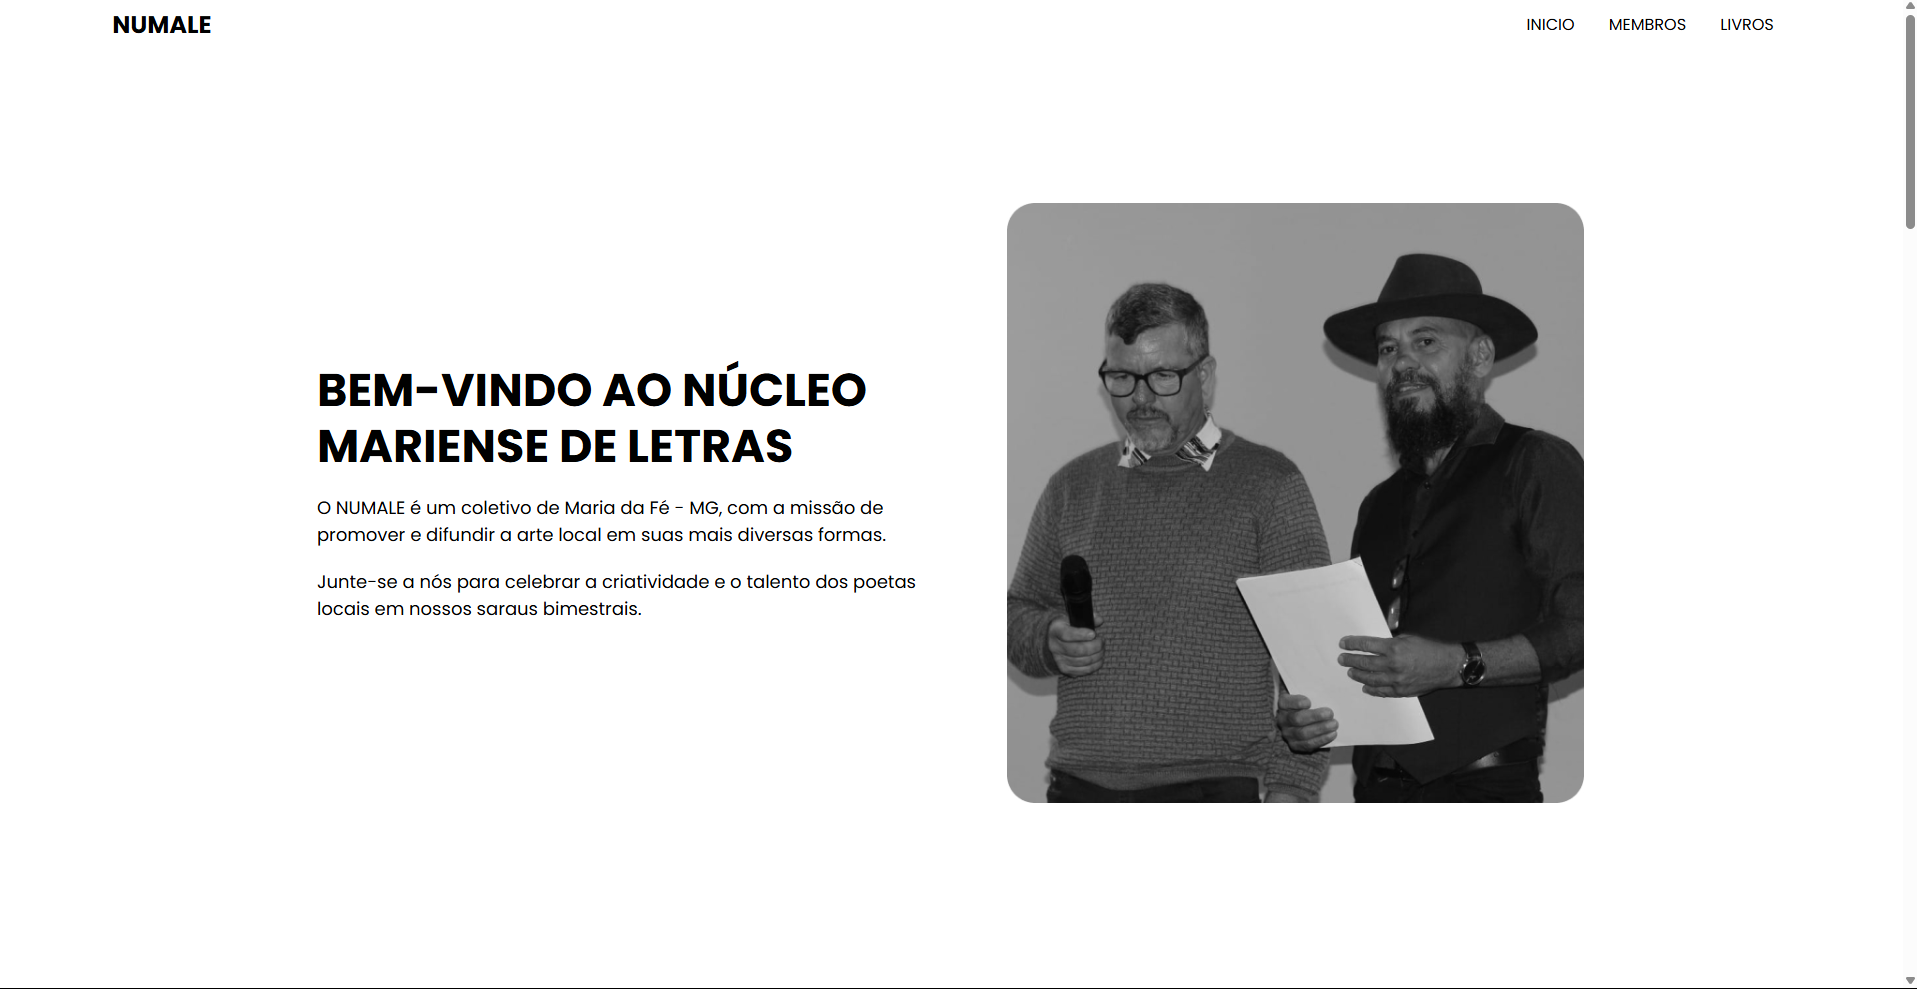 NUMALE
INICIO
MEMBROS
LIVROS
BEM-VINDO AO NÚCLEO
MARIENSE DE LETRAS
O NUMALE é um coletivo de Maria da Fé - MG, com a missão de
promover e difundir a arte local em suas mais diversas formas.
Junte-se a nós para celebrar a criatividade e o talento dos poetas
locais em nossos saraus bimestrais.